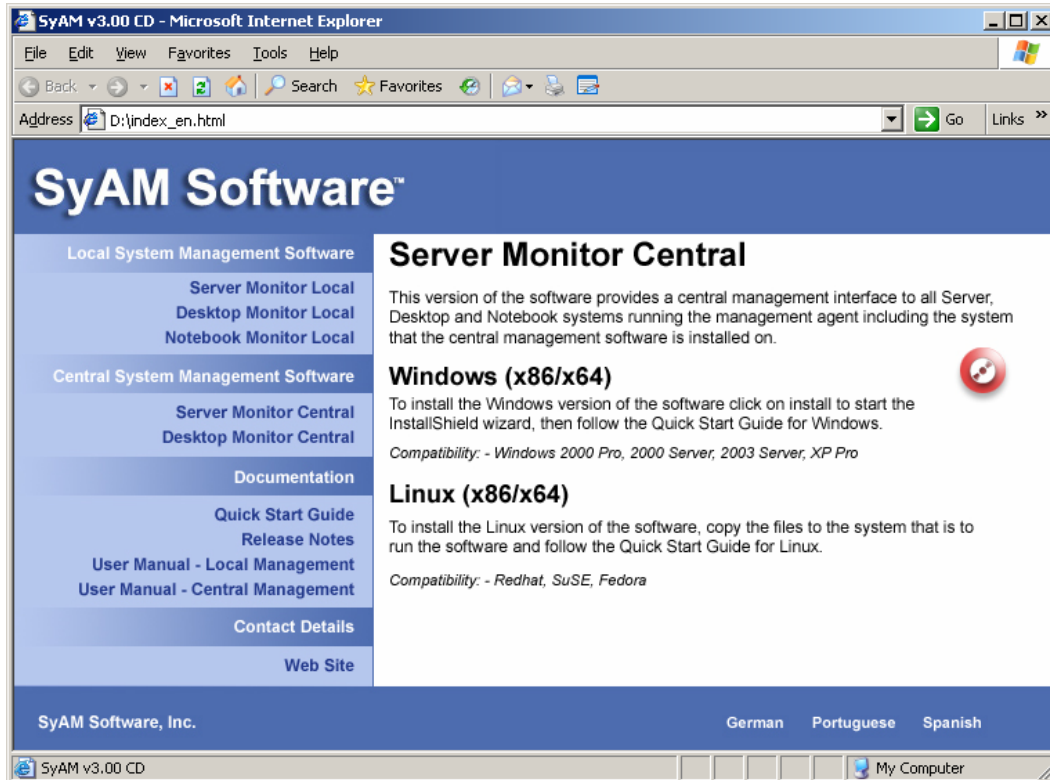 SyAM v3.00 CD - Microsoft Internet Explorer
File Edit View Favorites Tools Help
Back Search Favorites
Address D:\index_en.html Go Links »
SyAM Software™
Local System Management Software
Server Monitor Local
Desktop Monitor Local
Notebook Monitor Local
Central System Management Software
Server Monitor Central
Desktop Monitor Central
Documentation
Quick Start Guide
Release Notes
User Manual - Local Management
User Manual - Central Management
Contact Details
Web Site
Server Monitor Central
This version of the software provides a central management interface to all Server,
Desktop and Notebook systems running the management agent including the system
that the central management software is installed on.
Windows (x86/x64)
To install the Windows version of the software click on install to start the
InstallShield wizard, then follow the Quick Start Guide for Windows.
Compatibility: - Windows 2000 Pro, 2000 Server, 2003 Server, XP Pro
Linux (x86/x64)
To install the Linux version of the software, copy the files to the system that is to
run the software and follow the Quick Start Guide for Linux.
Compatibility: - Redhat, SuSE, Fedora
SyAM Software, Inc. German Portuguese Spanish
SyAM v3.00 CD My Computer